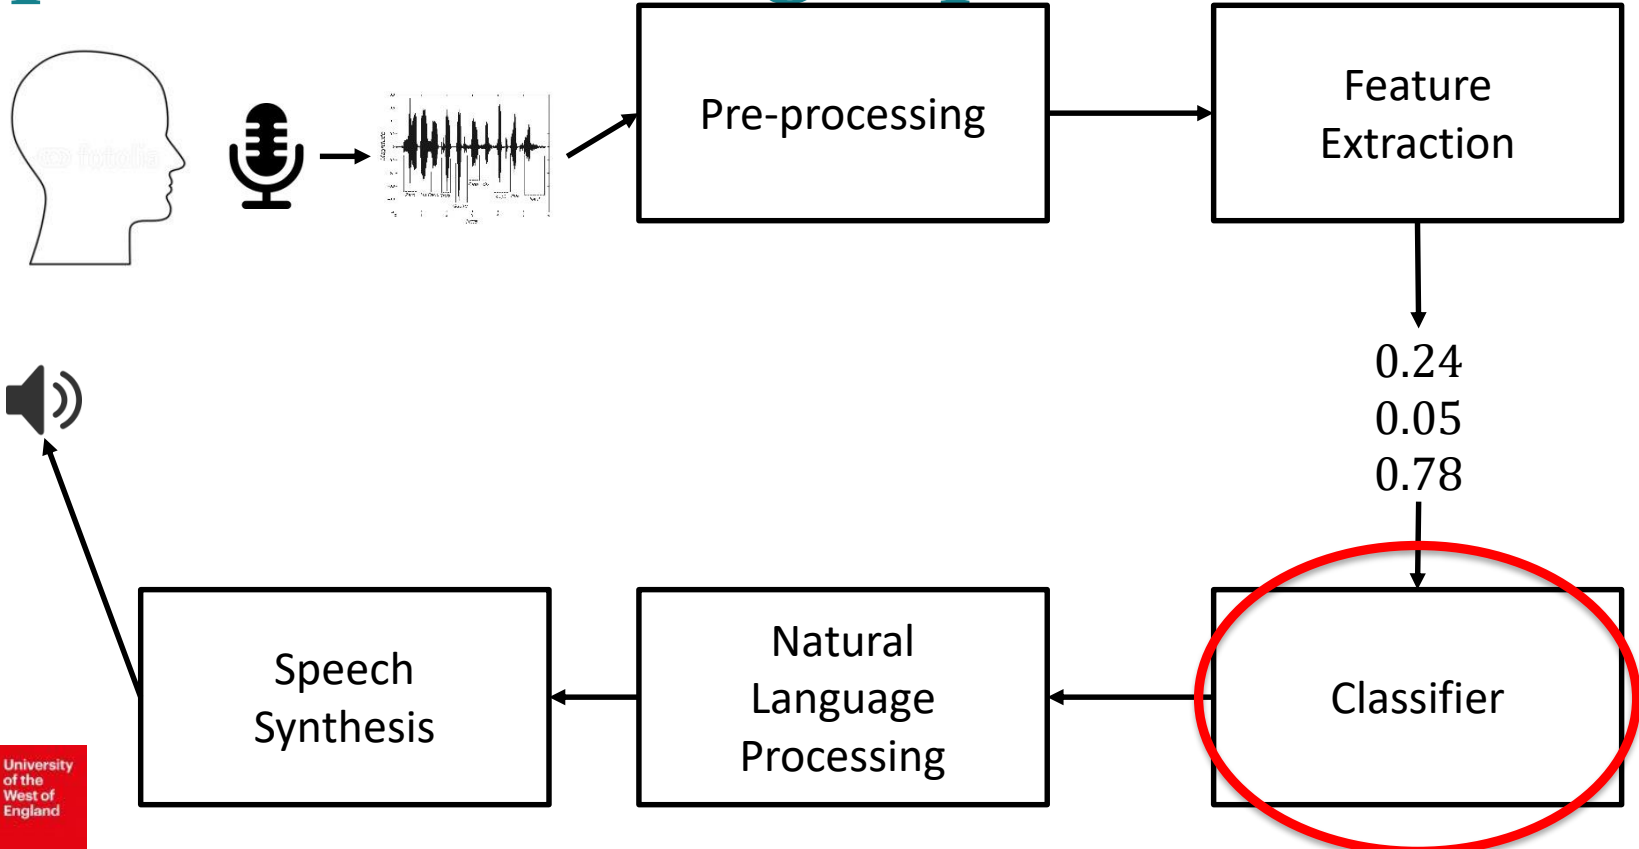 Pre-processing
Feature
Extraction
fotolia
0.24
0.05
0.78
Speech
Synthesis
Natural
Language
Processing
Classifier
University
of the
West of
England